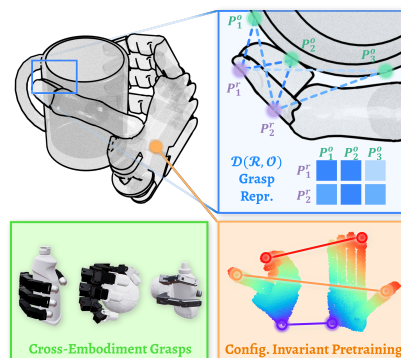 P₁ᵒ
P₂ᵒ
P₃ᵒ
P₁ʳ
P₂ʳ
𝒟(ℛ, 𝒪)
Grasp
Repr.
P₁ᵒ P₂ᵒ P₃ᵒ
P₁ʳ
P₂ʳ
Cross-Embodiment Grasps
Config. Invariant Pretraining